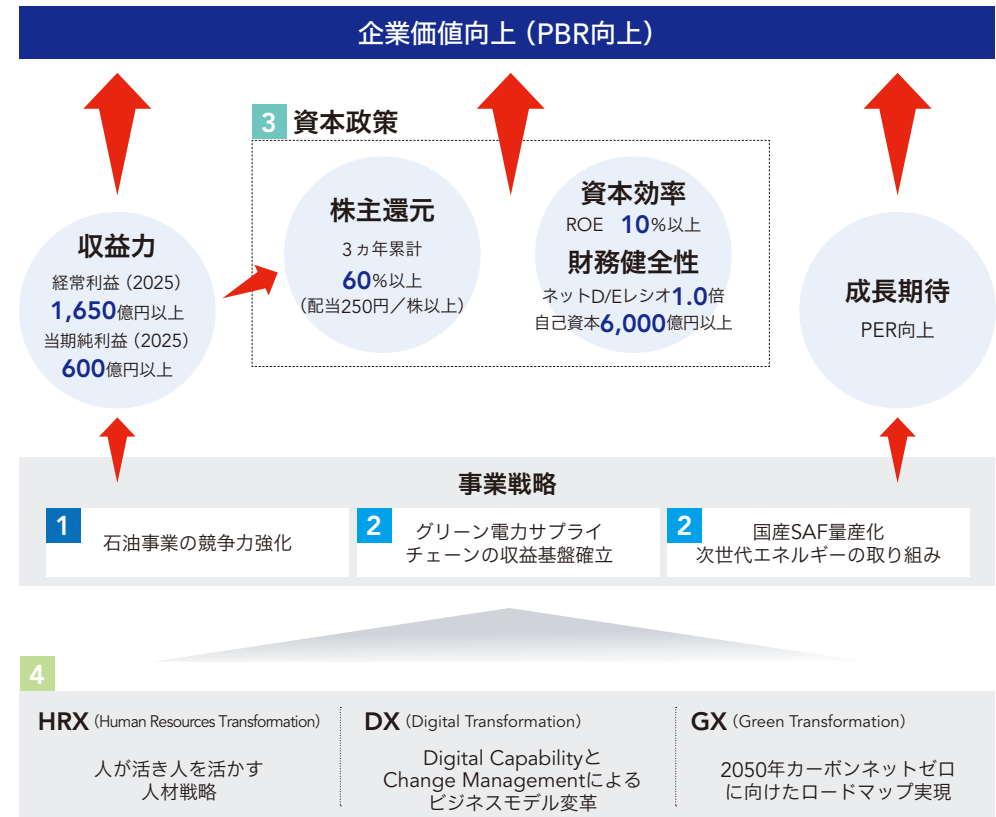 企業価値向上（PBR向上）
3 資本政策
収益力
経常利益（2025）
1,650億円以上
当期純利益（2025）
600億円以上
株主還元
3ヵ年累計
60%以上
（配当250円／株以上）
資本効率
ROE 10%以上
財務健全性
ネットD/Eレシオ1.0倍
自己資本6,000億円以上
成長期待
PER向上
事業戦略
1
石油事業の競争力強化
2
グリーン電力サプライ
チェーンの収益基盤確立
2
国産SAF量産化
次世代エネルギーの取り組み
4
HRX（Human Resources Transformation）
人が活き人を活かす
人材戦略
DX（Digital Transformation）
Digital Capabilityと
Change Managementによる
ビジネスモデル変革
GX（Green Transformation）
2050年カーボンネットゼロ
に向けたロードマップ実現